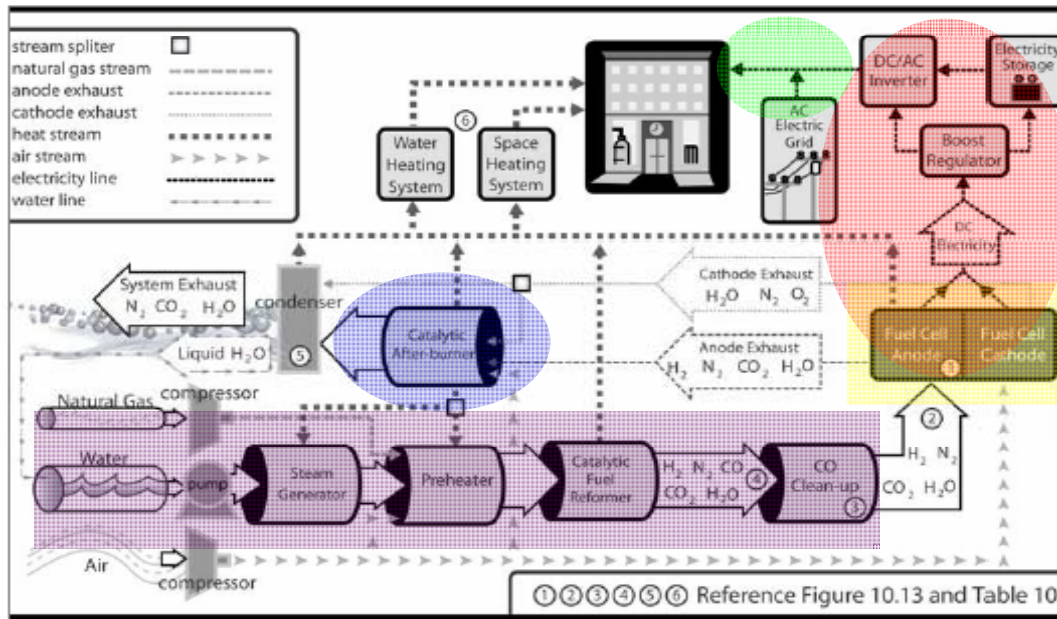 stream spliter
natural gas stream
anode exhaust
cathode exhaust
heat stream
air stream
electricity line
water line
⑥
Water
Heating
System
Space
Heating
System
AC
Electric
Grid
DC/AC
Inverter
Electricity
Storage
Boost
Regulator
DC
Electricity
System Exhaust
N2 CO2 H2O
condenser
⑤
Liquid H2O
Catalytic
After-burner
Cathode Exhaust
H2O N2 O2
Anode Exhaust
H2 N2 CO2 H2O
Fuel Cell
Anode
①
Fuel Cell
Cathode
compressor
Natural Gas
Water
pump
Steam
Generator
Preheater
Catalytic
Fuel
Reformer
H2 N2 CO
CO2 H2O
④
CO
Clean-up
③
②
H2 N2
CO2 H2O
Air
compressor
①②③④⑤⑥ Reference Figure 10.13 and Table 10